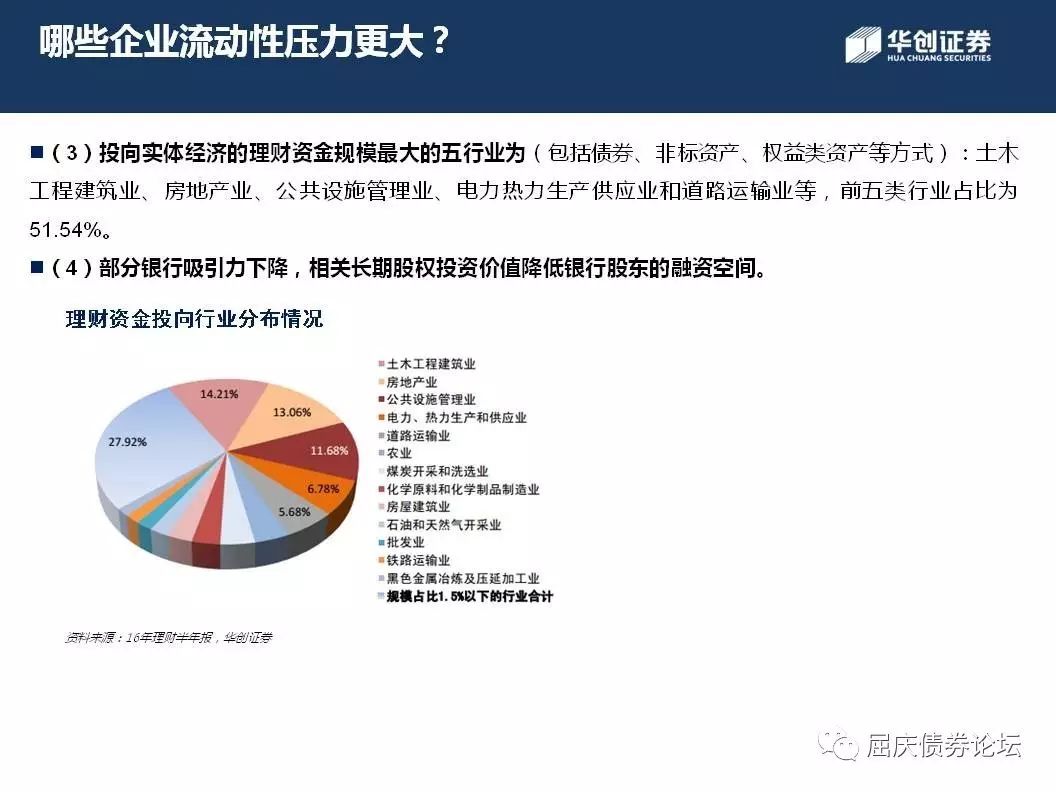 哪些企业流动性压力更大？
华创证券
HUA CHUANG SECURITIES
■（3）投向实体经济的理财资金规模最大的五行业为（包括债券、非标资产、权益类资产等方式）：土木
工程建筑业、房地产业、公共设施管理业、电力热力生产供应业和道路运输业等，前五类行业占比为
51.54%。
■（4）部分银行吸引力下降，相关长期股权投资价值降低银行股东的融资空间。
理财资金投向行业分布情况
14.21%
13.06%
11.68%
6.78%
5.68%
27.92%
土木工程建筑业
房地产业
公共设施管理业
电力、热力生产和供应业
道路运输业
农业
煤炭开采和洗选业
化学原料和化学制品制造业
房屋建筑业
石油和天然气开采业
批发业
铁路运输业
黑色金属冶炼及压延加工业
规模占比1.5%以下的行业合计
资料来源：16年理财半年报，华创证券
屈庆债券论坛